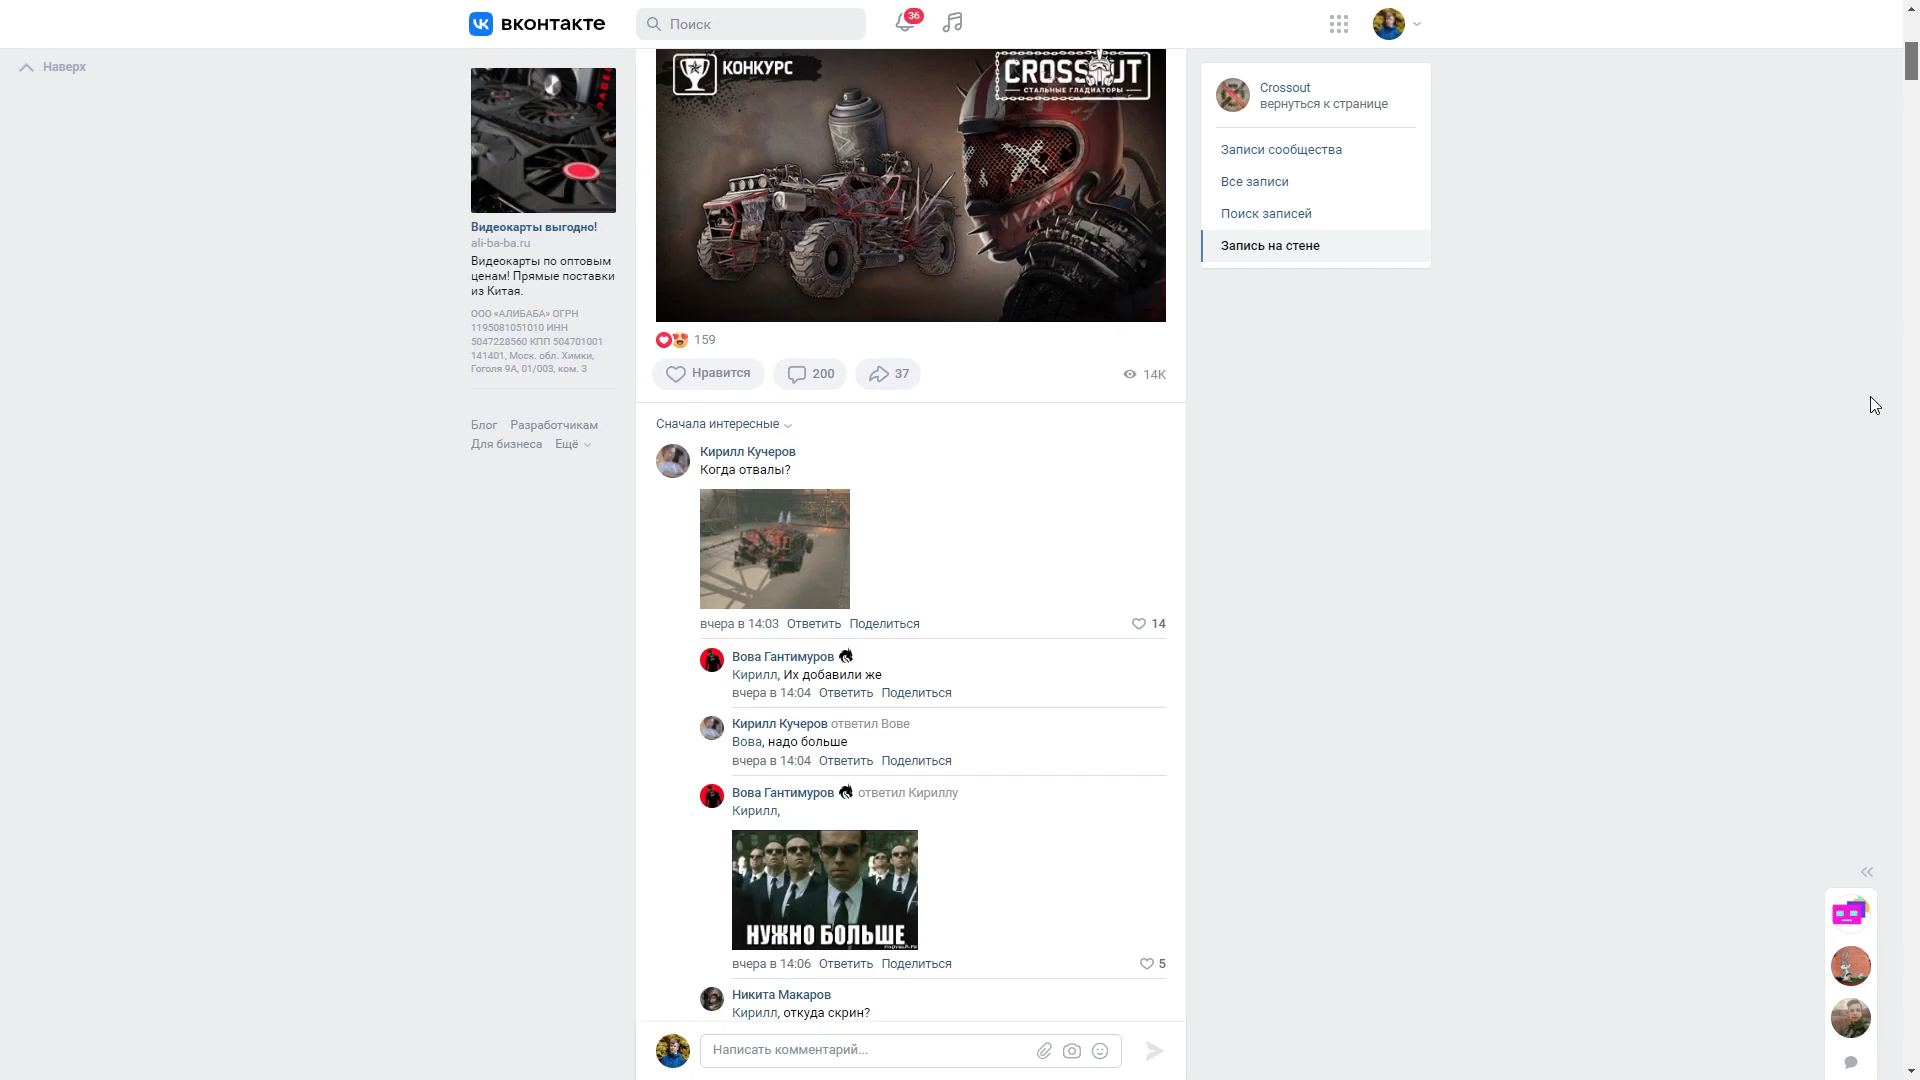 вконтакте
Поиск
36
Наверх
КОНКУРС
CROSSOUT
СТАЛЬНЫЕ ГЛАДИАТОРЫ
Видеокарты выгодно!
ali-ba-ba.ru
Видеокарты по оптовым
ценам! Прямые поставки
из Китая.
ООО «АЛИБАБА» ОГРН
1195081051010 ИНН
5047228560 КПП 504701001
141401, Моск. обл. Химки,
Гоголя 9А, 01/003, ком. 3
Блог Разработчикам
Для бизнеса Ещё
Crossout
вернуться к странице
Записи сообщества
Все записи
Поиск записей
Запись на стене
159
Нравится 200 37 14K
Сначала интересные
Кирилл Кучеров
Когда отвалы?
вчера в 14:03 Ответить Поделиться 14
Вова Гантимуров
Кирилл, Их добавили же
вчера в 14:04 Ответить Поделиться
Кирилл Кучеров ответил Вове
Вова, надо больше
вчера в 14:04 Ответить Поделиться
Вова Гантимуров ответил Кириллу
Кирилл,
НУЖНО БОЛЬШЕ
вчера в 14:06 Ответить Поделиться 5
Никита Макаров
Кирилл, откуда скрин?
Написать комментарий...